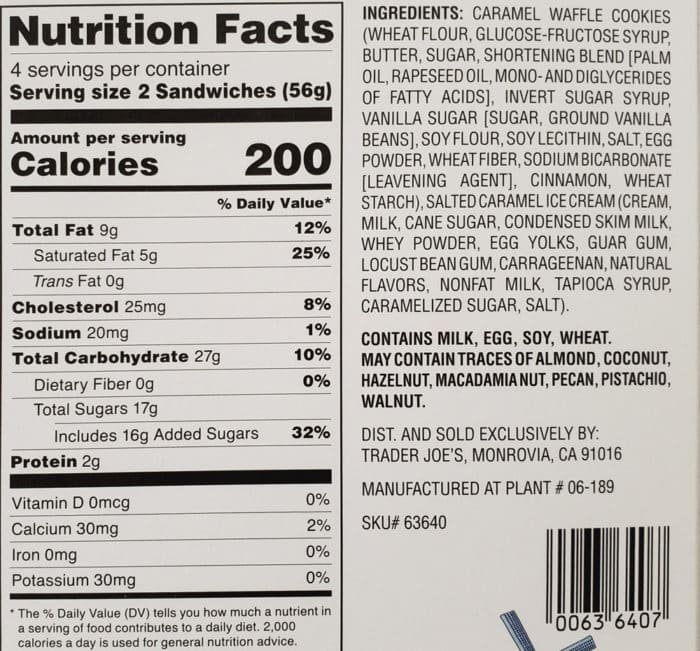 Nutrition Facts
4 servings per container
Serving size 2 Sandwiches (56g)
Amount per serving
Calories 200
% Daily Value*
Total Fat 9g 12%
Saturated Fat 5g 25%
Trans Fat 0g
Cholesterol 25mg 8%
Sodium 20mg 1%
Total Carbohydrate 27g 10%
Dietary Fiber 0g 0%
Total Sugars 17g
Includes 16g Added Sugars 32%
Protein 2g
Vitamin D 0mcg 0%
Calcium 30mg 2%
Iron 0mg 0%
Potassium 30mg 0%
* The % Daily Value (DV) tells you how much a nutrient in
a serving of food contributes to a daily diet. 2,000
calories a day is used for general nutrition advice.
INGREDIENTS: CARAMEL WAFFLE COOKIES
(WHEAT FLOUR, GLUCOSE-FRUCTOSE SYRUP,
BUTTER, SUGAR, SHORTENING BLEND [PALM
OIL, RAPESEED OIL, MONO- AND DIGLYCERIDES
OF FATTY ACIDS], INVERT SUGAR SYRUP,
VANILLA SUGAR [SUGAR, GROUND VANILLA
BEANS], SOY FLOUR, SOY LECITHIN, SALT, EGG
POWDER, WHEAT FIBER, SODIUM BICARBONATE
[LEAVENING AGENT], CINNAMON, WHEAT
STARCH), SALTED CARAMEL ICE CREAM (CREAM,
MILK, CANE SUGAR, CONDENSED SKIM MILK,
WHEY POWDER, EGG YOLKS, GUAR GUM,
LOCUST BEAN GUM, CARRAGEENAN, NATURAL
FLAVORS, NONFAT MILK, TAPIOCA SYRUP,
CARAMELIZED SUGAR, SALT).
CONTAINS MILK, EGG, SOY, WHEAT.
MAY CONTAIN TRACES OF ALMOND, COCONUT,
HAZELNUT, MACADAMIA NUT, PECAN, PISTACHIO,
WALNUT.
DIST. AND SOLD EXCLUSIVELY BY:
TRADER JOE'S, MONROVIA, CA 91016
MANUFACTURED AT PLANT # 06-189
SKU# 63640
0063 6407